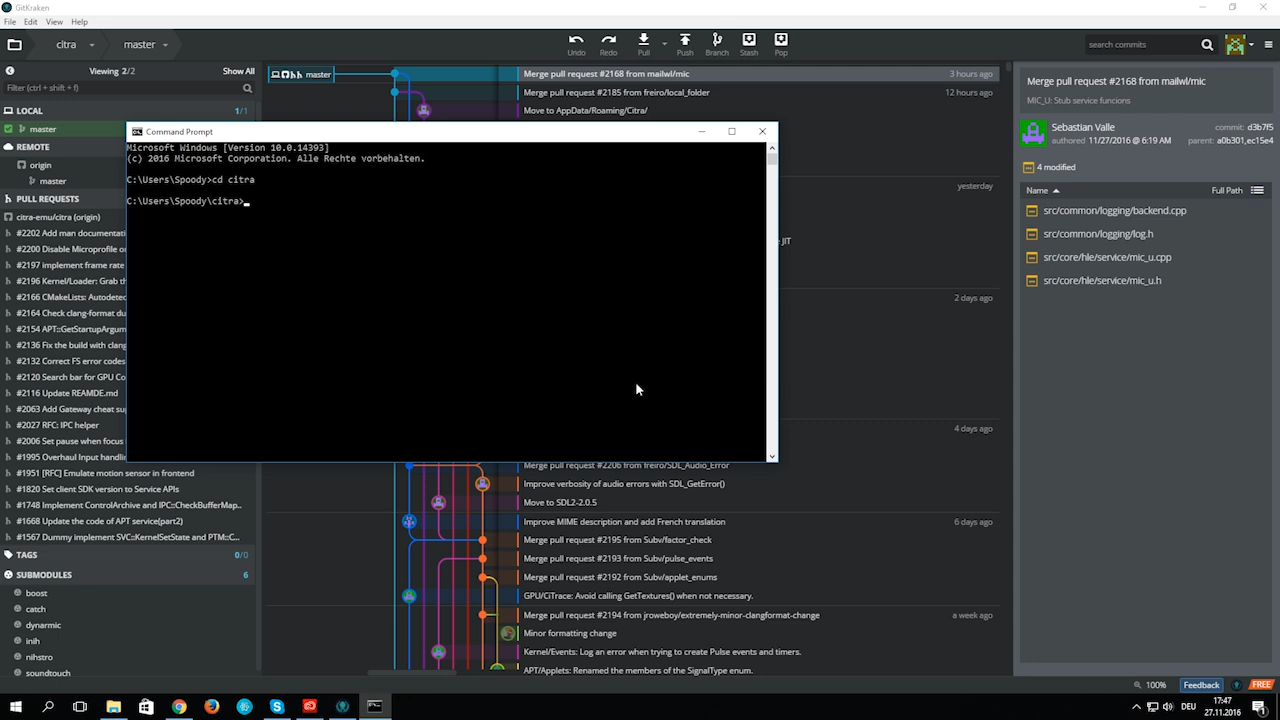 GitKraken
File Edit View Help
citra master Undo Redo Pull Push Branch Stash Pop search commits
Viewing 2/2 Show All
Filter (ctrl + shift + f)
LOCAL 1/1
master
REMOTE
origin
master
PULL REQUESTS
citra-emu/citra (origin)
#2202 Add man documentati
#2200 Disable Microprofile or
#2197 implement frame rate
#2196 Kernel/Loader: Grab th
#2166 CMakeLists: Autodetec
#2164 Check clang-format du
#2154 APT::GetStartupArgum
#2136 Fix the build with clang
#2132 Correct FS error codes
#2120 Search bar for GPU Co
#2116 Update REAMDE.md
#2063 Add Gateway cheat sup
#2027 RFC: IPC helper
#2006 Set pause when focus
#1995 Overhaul Input handlin
#1951 [RFC] Emulate motion sensor in frontend
#1820 Set client SDK version to Service APIs
#1748 Implement ControlArchive and IPC::CheckBufferMap...
#1668 Update the code of APT service(part2)
#1567 Dummy implement SVC::KernelSetState and PTM::C...
TAGS 0/0
SUBMODULES 6
boost
catch
dynarmic
inih
nihstro
soundtouch
master
Merge pull request #2168 from mailwl/mic 3 hours ago
Merge pull request #2185 from freiro/local_folder 12 hours ago
Move to AppData/Roaming/Citra/
yesterday
JIT
2 days ago
4 days ago
Command Prompt
Microsoft Windows [Version 10.0.14393]
(c) 2016 Microsoft Corporation. Alle Rechte vorbehalten.
C:\Users\Spoody>cd citra
C:\Users\Spoody\citra>
Merge pull request #2206 from freiro/SDL_Audio_Error
Improve verbosity of audio errors with SDL_GetError()
Move to SDL2-2.0.5
Improve MIME description and add French translation 6 days ago
Merge pull request #2195 from Subv/factor_check
Merge pull request #2193 from Subv/pulse_events
Merge pull request #2192 from Subv/applet_enums
GPU/CiTrace: Avoid calling GetTextures() when not necessary.
Merge pull request #2194 from jroweboy/extremely-minor-clangformat-change a week ago
Minor formatting change
Kernel/Events: Log an error when trying to create Pulse events and timers.
APT/Applets: Renamed the members of the SignalType enum.
Merge pull request #2168 from mailwl/mic
MIC_U: Stub service funcions
Sebastian Valle commit: d3b7f5
authored 11/27/2016 @ 6:19 AM parent: a0b301,ec15e4
4 modified
Name Full Path
src/common/logging/backend.cpp
src/common/logging/log.h
src/core/hle/service/mic_u.cpp
src/core/hle/service/mic_u.h
100% Feedback FREE
DEU 17:47
27.11.2016